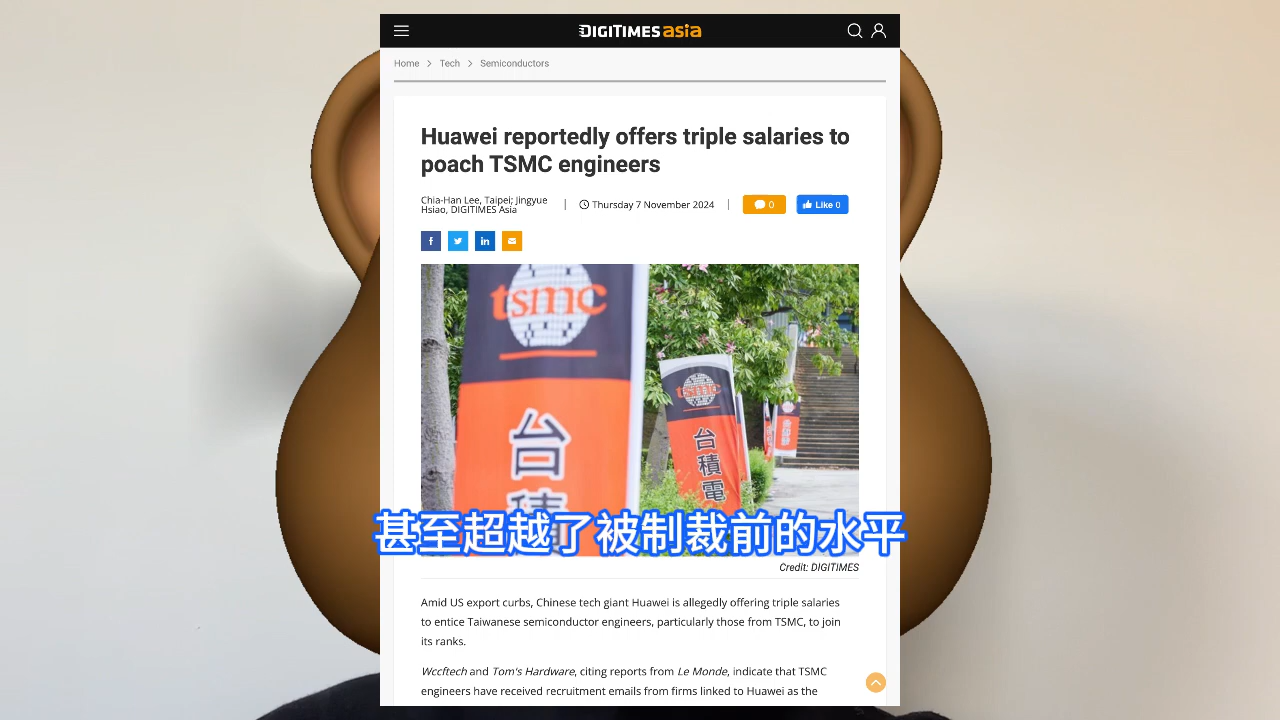 DIGITIMES asia
Home > Tech > Semiconductors
Huawei reportedly offers triple salaries to
poach TSMC engineers
Chia-Han Lee, Taipei; Jingyue
Hsiao, DIGITIMES Asia
Thursday 7 November 2024
0
Like 0
tsmc
台積
tsmc
台積電
甚至超越了被制裁前的水平
Credit: DIGITIMES
Amid US export curbs, Chinese tech giant Huawei is allegedly offering triple salaries
to entice Taiwanese semiconductor engineers, particularly those from TSMC, to join
its ranks.
Wccftech and Tom's Hardware, citing reports from Le Monde, indicate that TSMC
engineers have received recruitment emails from firms linked to Huawei as the